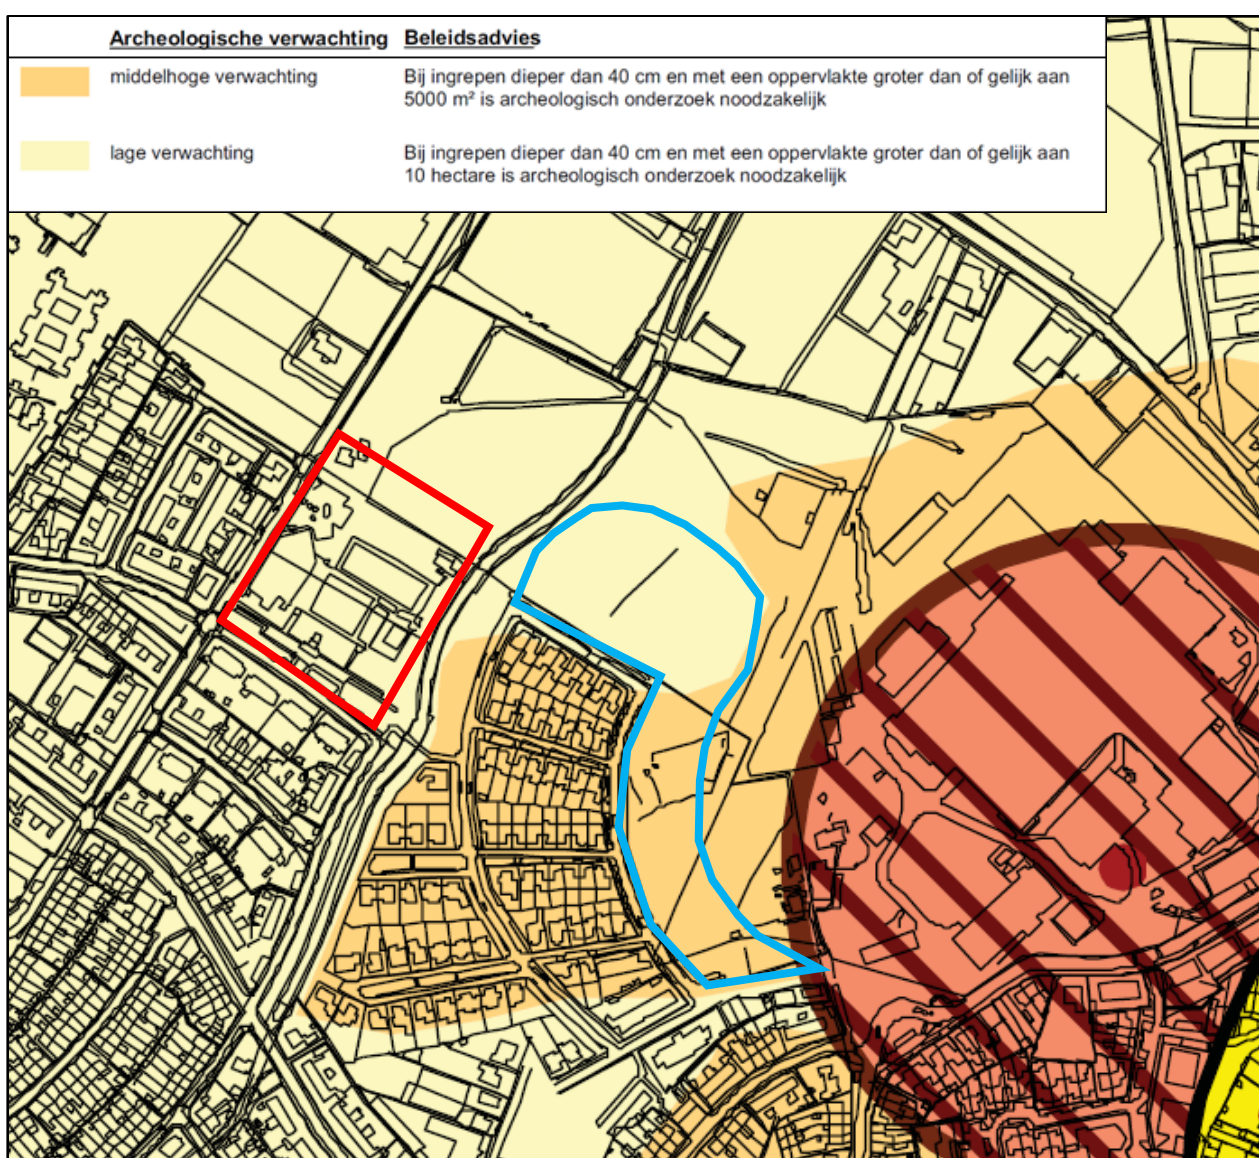 Archeologische verwachting Beleidsadvies
middelhoge verwachting Bij ingrepen dieper dan 40 cm en met een oppervlakte groter dan of gelijk aan
5000 m² is archeologisch onderzoek noodzakelijk
lage verwachting Bij ingrepen dieper dan 40 cm en met een oppervlakte groter dan of gelijk aan
10 hectare is archeologisch onderzoek noodzakelijk